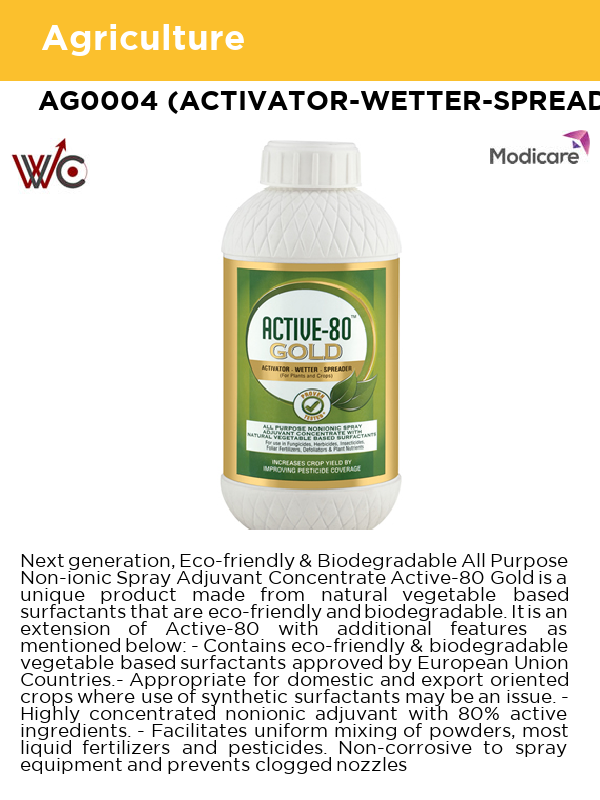 Agriculture
AG0004 (ACTIVATOR-WETTER-SPREAD
WC
Modicare
ACTIVE-80™
GOLD
ACTIVATOR - WETTER - SPREADER
(For Plants and Crops)
PROVEN
ALL PURPOSE NONIONIC SPRAY
ADJUVANT CONCENTRATE WITH
NATURAL VEGETABLE BASED SURFACTANTS
For use in Fungicides, Herbicides, Insecticides,
Foliar Fertilizers, Defoliators & Plant Nutrients
INCREASES CROP YIELD BY
IMPROVING PESTICIDE COVERAGE
Next generation, Eco-friendly & Biodegradable All Purpose
Non-ionic Spray Adjuvant Concentrate Active-80 Gold is a
unique product made from natural vegetable based
surfactants that are eco-friendly and biodegradable. It is an
extension of Active-80 with additional features as
mentioned below: - Contains eco-friendly & biodegradable
vegetable based surfactants approved by European Union
Countries.- Appropriate for domestic and export oriented
crops where use of synthetic surfactants may be an issue. -
Highly concentrated nonionic adjuvant with 80% active
ingredients. - Facilitates uniform mixing of powders, most
liquid fertilizers and pesticides. Non-corrosive to spray
equipment and prevents clogged nozzles